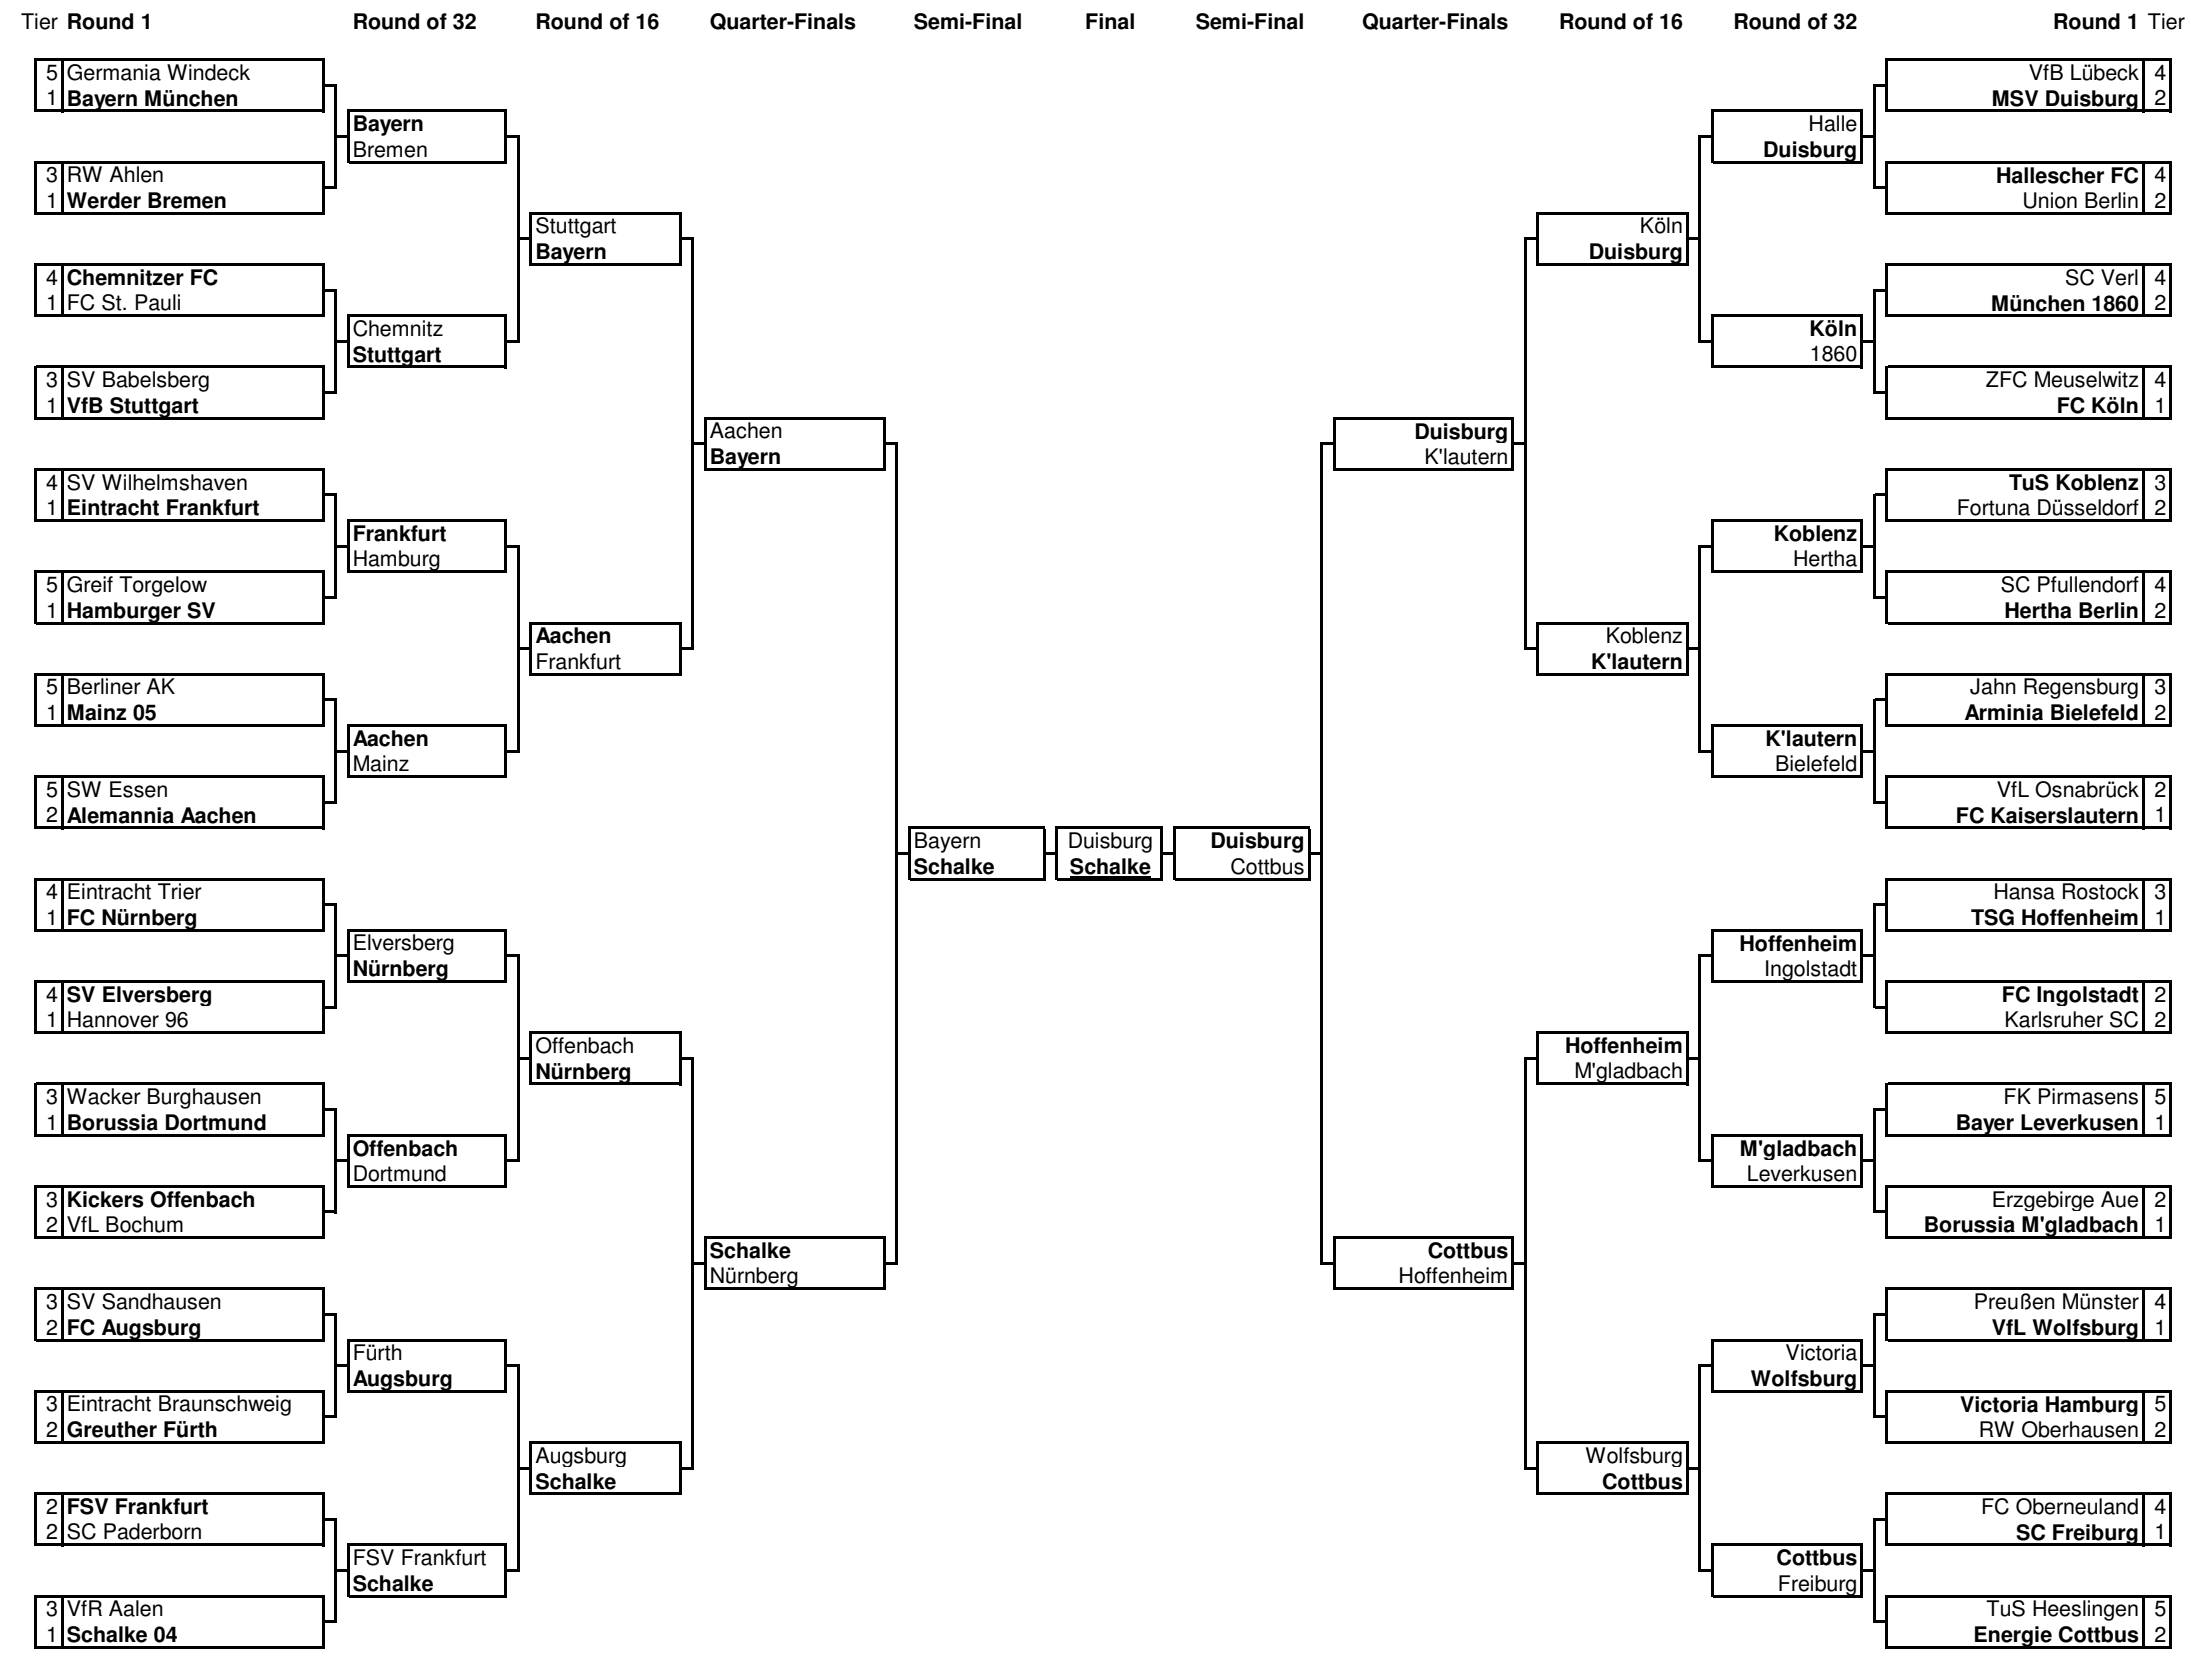 Tier Round 1 Round of 32 Round of 16 Quarter-Finals Semi-Final Final Semi-Final Quarter-Finals Round of 16 Round of 32 Round 1 Tier
5 Germania Windeck
1 Bayern München
3 RW Ahlen
1 Werder Bremen
4 Chemnitzer FC
1 FC St. Pauli
3 SV Babelsberg
1 VfB Stuttgart
4 SV Wilhelmshaven
1 Eintracht Frankfurt
5 Greif Torgelow
1 Hamburger SV
5 Berliner AK
1 Mainz 05
5 SW Essen
2 Alemannia Aachen
4 Eintracht Trier
1 FC Nürnberg
4 SV Elversberg
1 Hannover 96
3 Wacker Burghausen
1 Borussia Dortmund
3 Kickers Offenbach
2 VfL Bochum
3 SV Sandhausen
2 FC Augsburg
3 Eintracht Braunschweig
2 Greuther Fürth
2 FSV Frankfurt
2 SC Paderborn
3 VfR Aalen
1 Schalke 04
Bayern
Bremen
Chemnitz
Stuttgart
Frankfurt
Hamburg
Aachen
Mainz
Elversberg
Nürnberg
Offenbach
Dortmund
Fürth
Augsburg
FSV Frankfurt
Schalke
Stuttgart
Bayern
Aachen
Frankfurt
Offenbach
Nürnberg
Augsburg
Schalke
Aachen
Bayern
Schalke
Nürnberg
Bayern
Schalke
Duisburg
Schalke
Duisburg
Cottbus
Duisburg
K'lautern
Cottbus
Hoffenheim
Köln
Duisburg
Koblenz
K'lautern
Hoffenheim
M'gladbach
Wolfsburg
Cottbus
Halle
Duisburg
Köln
1860
Koblenz
Hertha
K'lautern
Bielefeld
Hoffenheim
Ingolstadt
M'gladbach
Leverkusen
Victoria
Wolfsburg
Cottbus
Freiburg
VfB Lübeck 4
MSV Duisburg 2
Hallescher FC 4
Union Berlin 2
SC Verl 4
München 1860 2
ZFC Meuselwitz 4
FC Köln 1
TuS Koblenz 3
Fortuna Düsseldorf 2
SC Pfullendorf 4
Hertha Berlin 2
Jahn Regensburg 3
Arminia Bielefeld 2
VfL Osnabrück 2
FC Kaiserslautern 1
Hansa Rostock 3
TSG Hoffenheim 1
FC Ingolstadt 2
Karlsruher SC 2
FK Pirmasens 5
Bayer Leverkusen 1
Erzgebirge Aue 2
Borussia M'gladbach 1
Preußen Münster 4
VfL Wolfsburg 1
Victoria Hamburg 5
RW Oberhausen 2
FC Oberneuland 4
SC Freiburg 1
TuS Heeslingen 5
Energie Cottbus 2